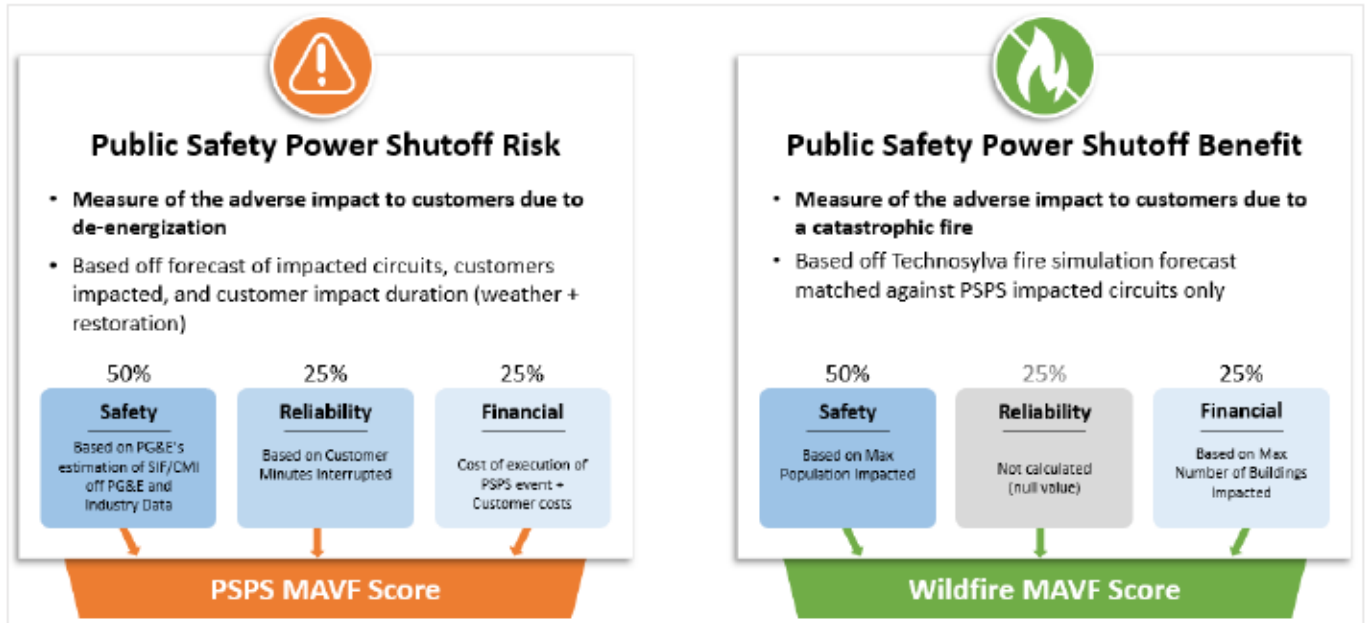 Public Safety Power Shutoff Risk
• Measure of the adverse impact to customers due to
de-energization
• Based off forecast of impacted circuits, customers
impacted, and customer impact duration (weather +
restoration)
50%
Safety
Based on PG&E's
estimation of SIF/CMI
off PG&E and
Industry Data
25%
Reliability
Based on Customer
Minutes Interrupted
25%
Financial
Cost of execution of
PSPS event +
Customer costs
PSPS MAVF Score
Public Safety Power Shutoff Benefit
• Measure of the adverse impact to customers due to
a catastrophic fire
• Based off Technosylva fire simulation forecast
matched against PSPS impacted circuits only
50%
Safety
Based on Max
Population Impacted
25%
Reliability
Not calculated
(null value)
25%
Financial
Based on Max
Number of Buildings
Impacted
Wildfire MAVF Score